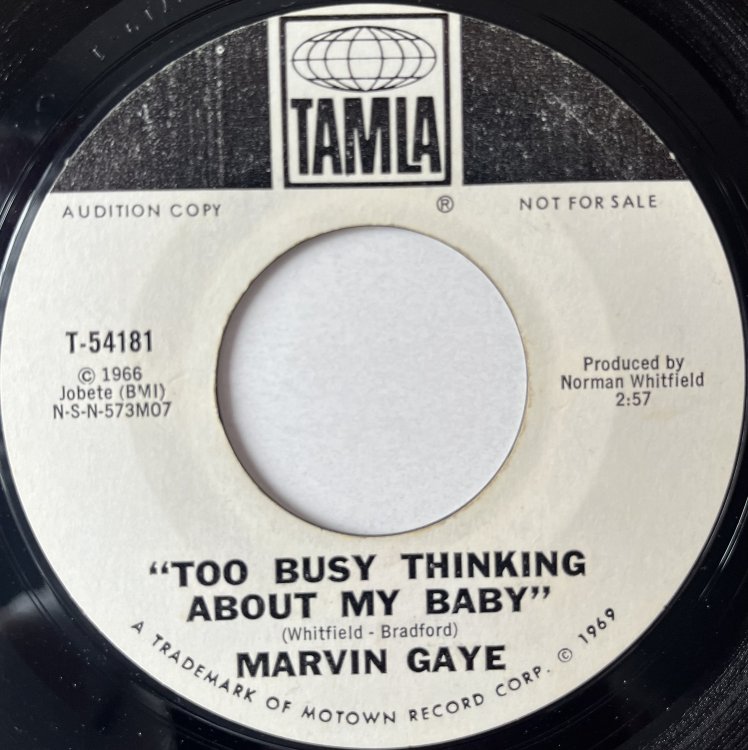 TAMLA
AUDITION COPY
®
NOT FOR SALE
T-54181
© 1966
Jobete (BMI)
N-S-N-573M07
Produced by
Norman Whitfield
2:57
"TOO BUSY THINKING
ABOUT MY BABY"
(Whitfield - Bradford)
MARVIN GAYE
A TRADEMARK OF MOTOWN RECORD CORP. © 1969